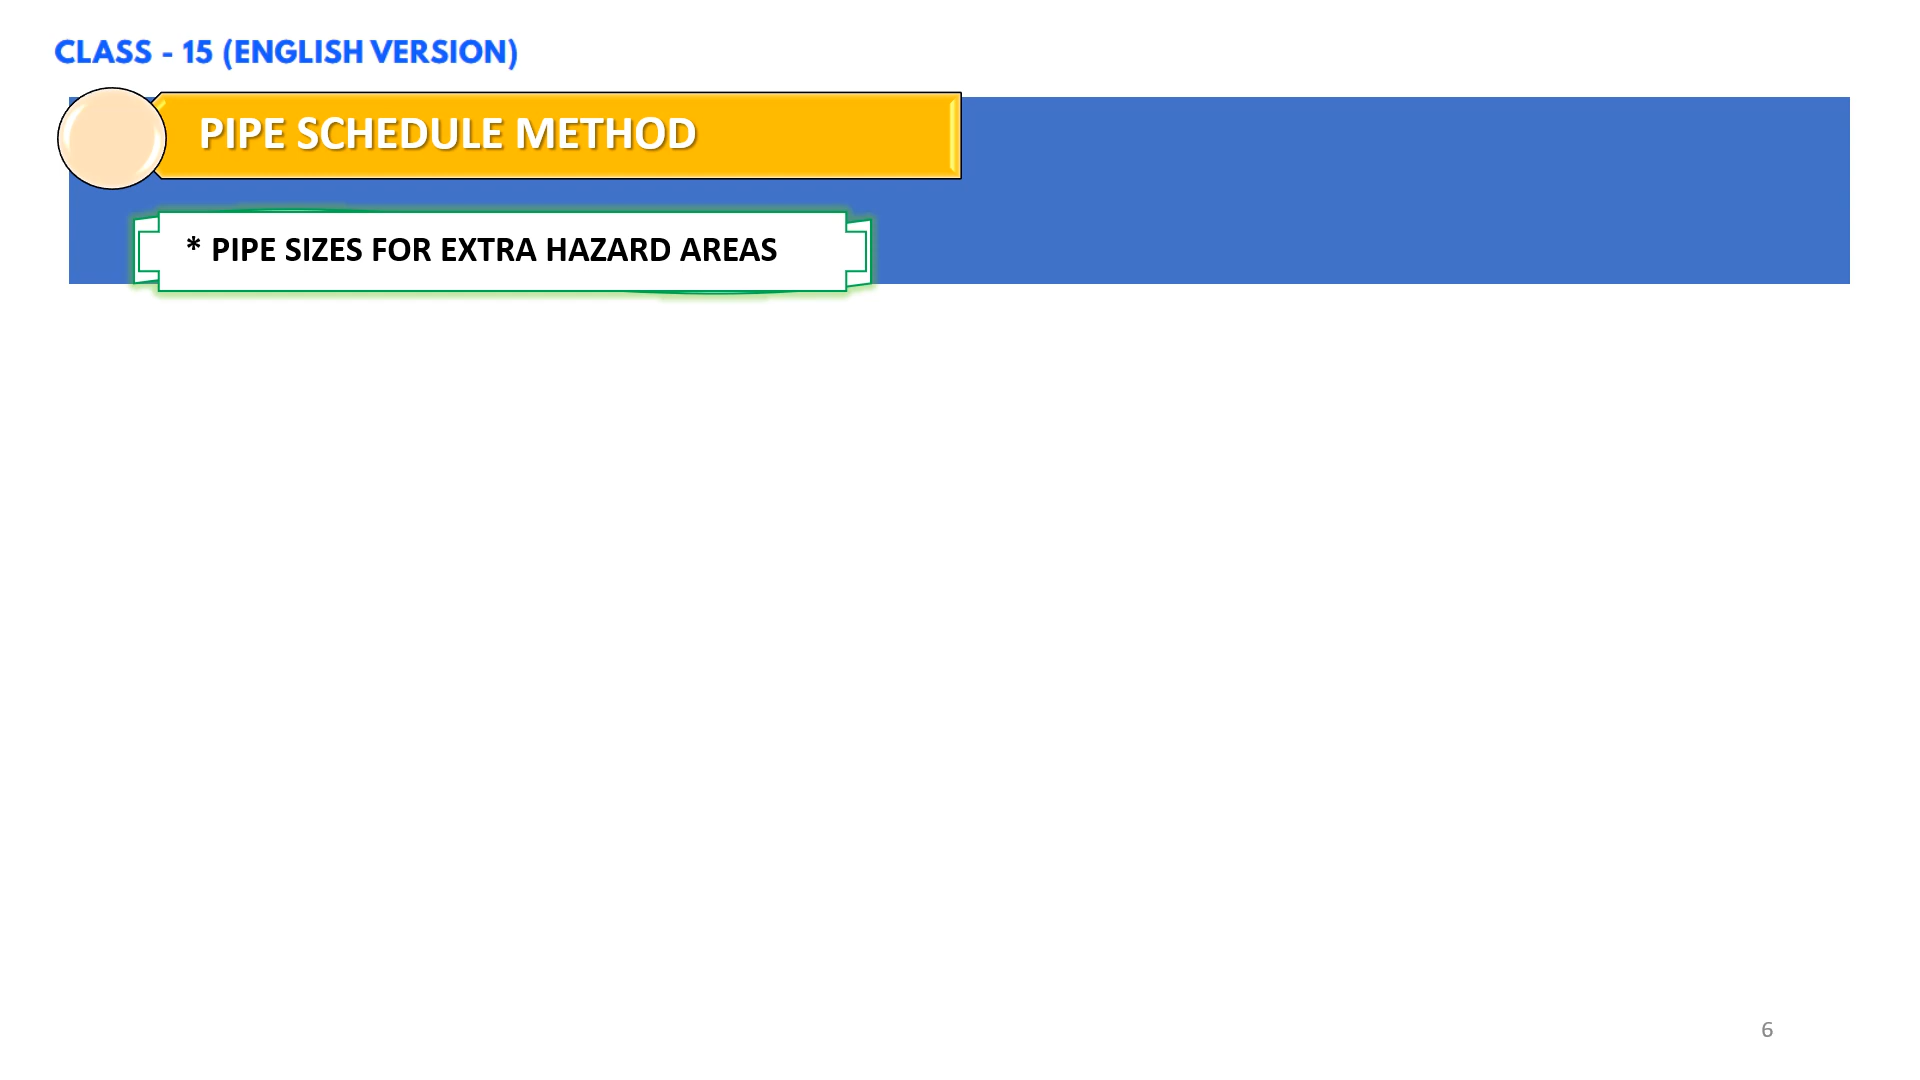 CLASS - 15 (ENGLISH VERSION)
PIPE SCHEDULE METHOD
* PIPE SIZES FOR EXTRA HAZARD AREAS
6